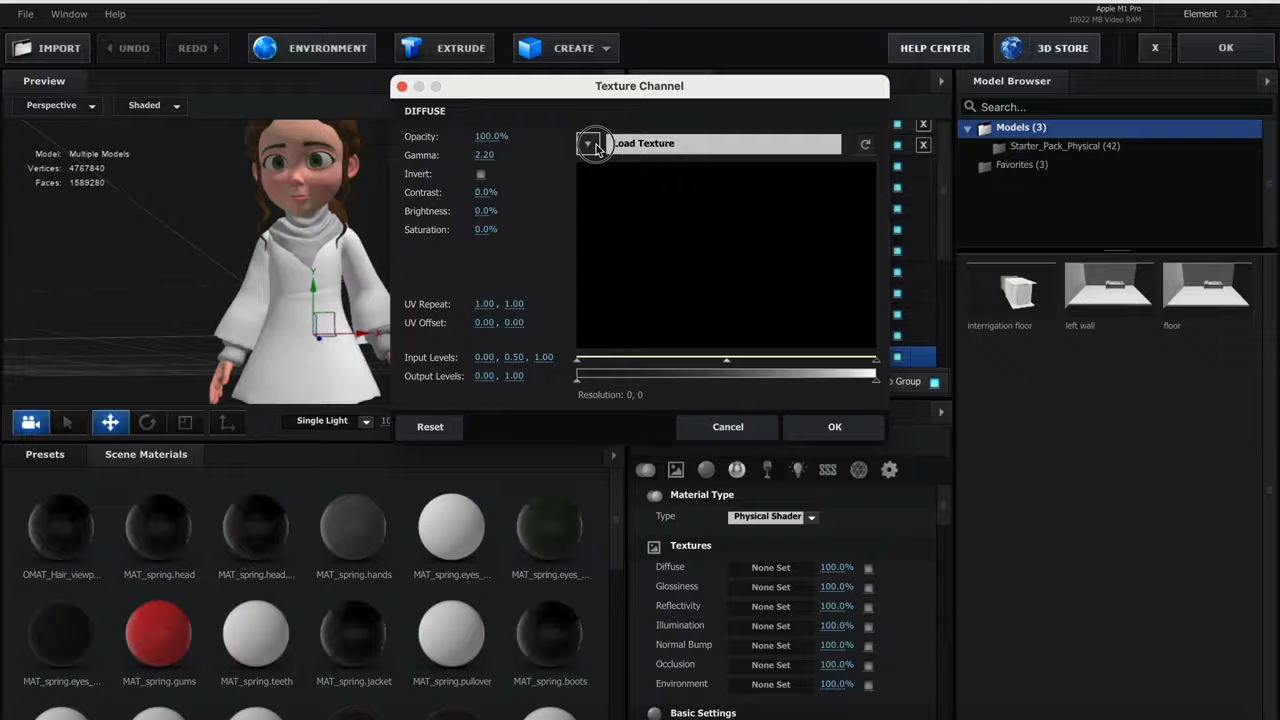 File Window Help
Apple M1 Pro
10922 MB Video RAM
Element 2.2.3
IMPORT UNDO REDO ENVIRONMENT EXTRUDE CREATE HELP CENTER 3D STORE X OK
Preview
Perspective Shaded
Model: Multiple Models
Vertices: 4767840
Faces: 1589280
Texture Channel
DIFFUSE
Opacity: 100.0%
Gamma: 2.20
Invert:
Contrast: 0.0%
Brightness: 0.0%
Saturation: 0.0%
UV Repeat: 1.00, 1.00
UV Offset: 0.00, 0.00
Input Levels: 0.00, 0.50, 1.00
Output Levels: 0.00, 1.00
Load Texture
Resolution: 0, 0
Reset Cancel OK
X
X
Group
Model Browser
Search...
Models (3)
Starter_Pack_Physical (42)
Favorites (3)
interrigation floor left wall floor
Single Light
Presets Scene Materials
OMAT_Hair_viewp... MAT_spring.head MAT_spring.head.... MAT_spring.hands MAT_spring.eyes_... MAT_spring.eyes_...
MAT_spring.eyes_... MAT_spring.gums MAT_spring.teeth MAT_spring.jacket MAT_spring.pullover MAT_spring.boots
Material Type
Type Physical Shader
Textures
Diffuse None Set 100.0%
Glossiness None Set 100.0%
Reflectivity None Set 100.0%
Illumination None Set 100.0%
Normal Bump None Set 100.0%
Occlusion None Set 100.0%
Environment None Set 100.0%
Basic Settings